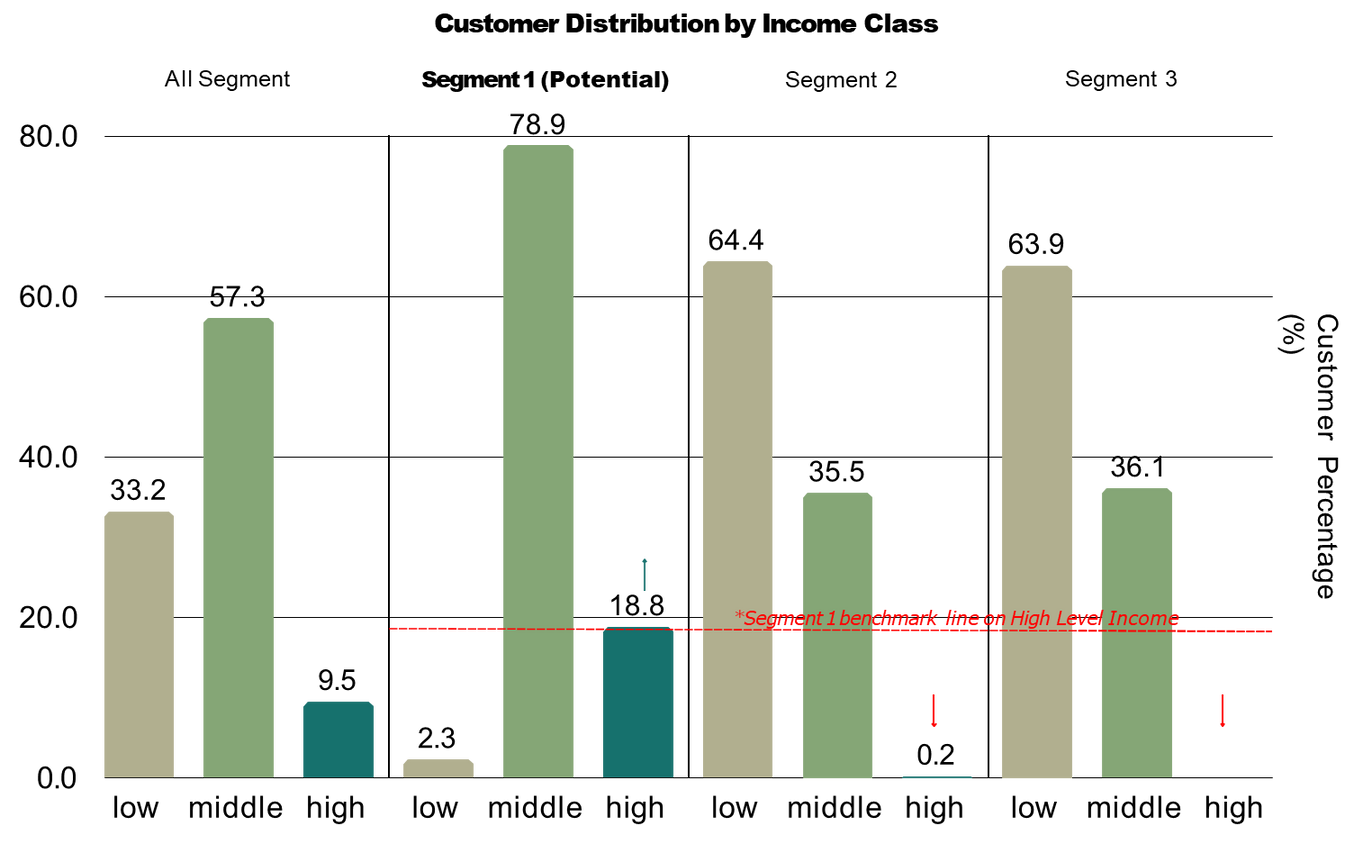 Customer Distribution by Income Class
All Segment
Segment 1 (Potential)
Segment 2
Segment 3
80.0
60.0
40.0
20.0
0.0
33.2
57.3
9.5
2.3
78.9
18.8
64.4
35.5
0.2
63.9
36.1
*Segment 1 benchmark line on High Level Income
low middle high low middle high low middle high low middle high
Customer Percentage
(%)